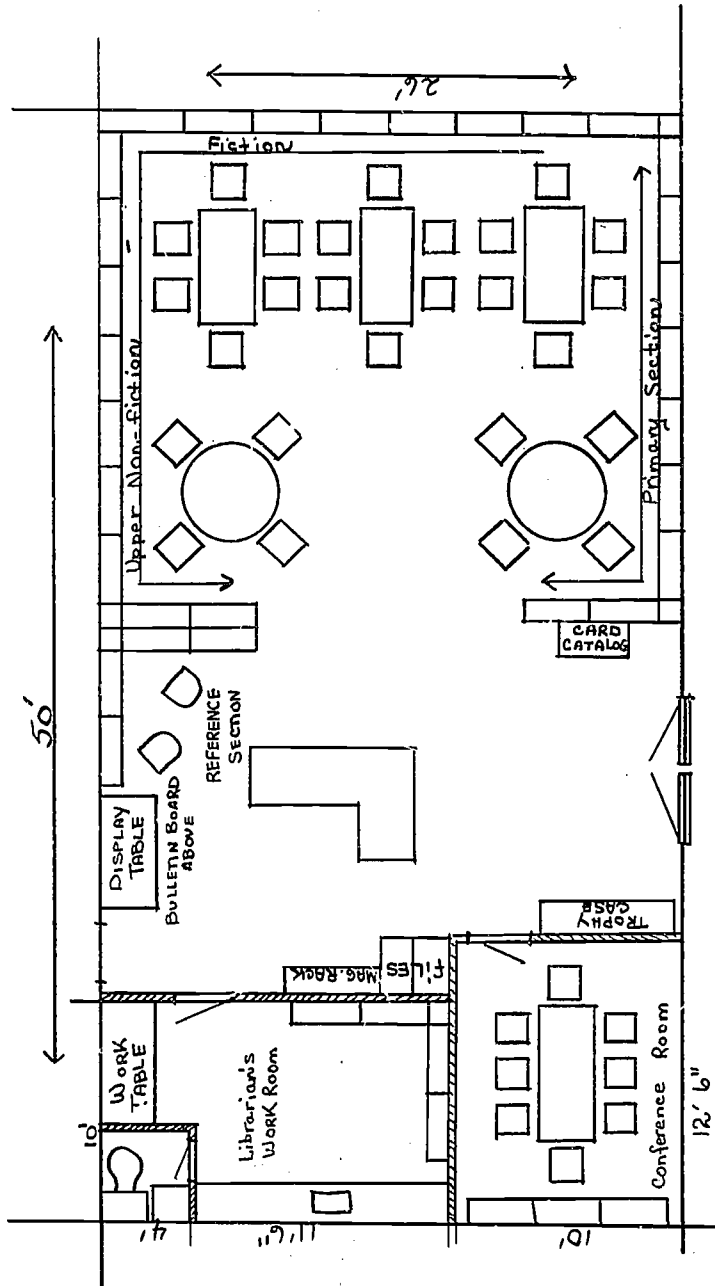 26'
Fiction
Upper Non-fiction
Primary Section
50'
CARD
CATALOG
REFERENCE
SECTION
DISPLAY
TABLE
BULLETIN BOARD
ABOVE
TROPHY
CASE
MAG. RACK
FILES
WORK
TABLE
Librarian's
WORK ROOM
Conference Room
10'
4'
11'6"
10'
12'6"